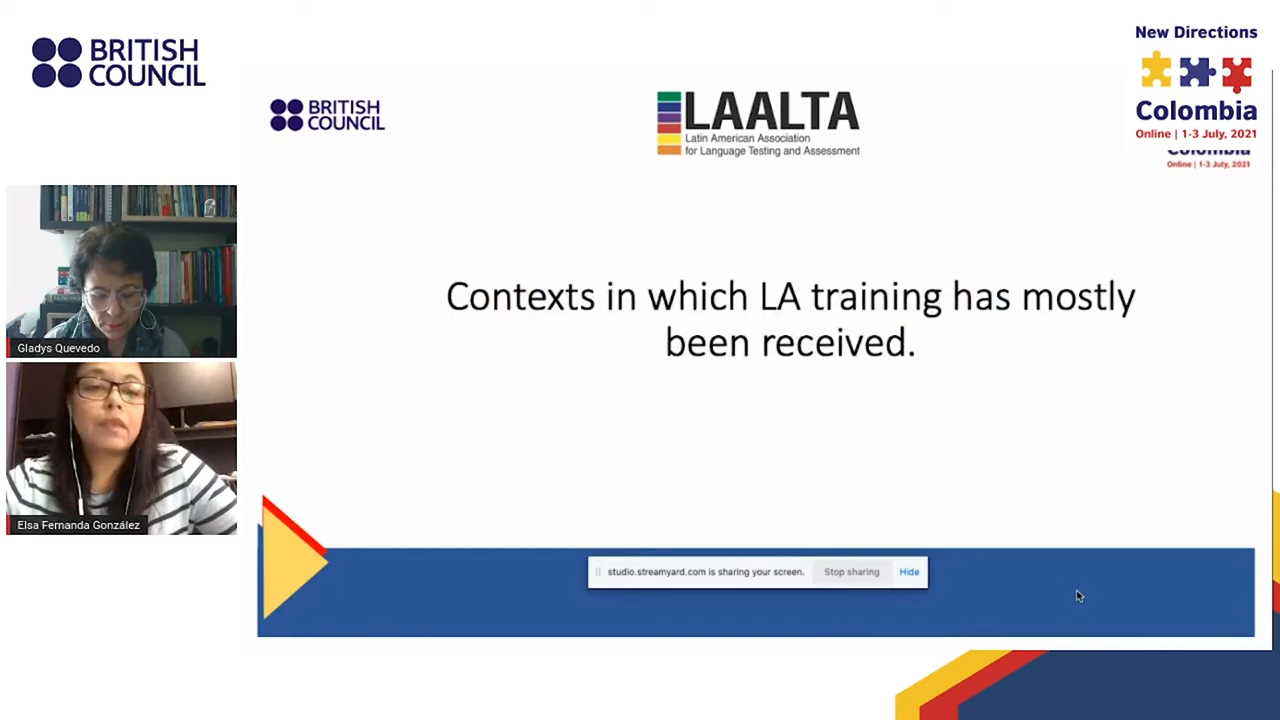 BRITISH
COUNCIL
New Directions
Colombia
Online | 1-3 July, 2021
BRITISH
COUNCIL
LAALTA
Latin American Association
for Language Testing and Assessment
Colombia
Online | 1-3 July, 2021
Contexts in which LA training has mostly
been received.
Gladys Quevedo
Elsa Fernanda González
studio.streamyard.com is sharing your screen.
Stop sharing
Hide